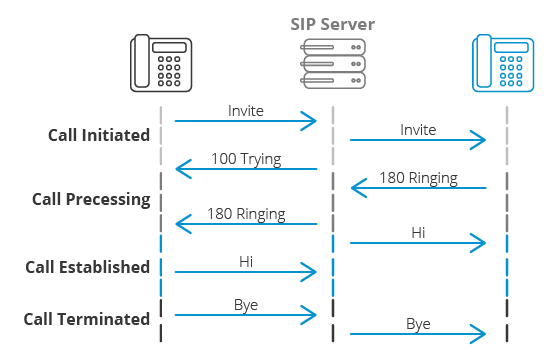 SIP Server
Invite
Invite
Call Initiated
100 Trying
180 Ringing
Call Precessing
180 Ringing
Hi
Hi
Call Established
Bye
Call Terminated
Bye